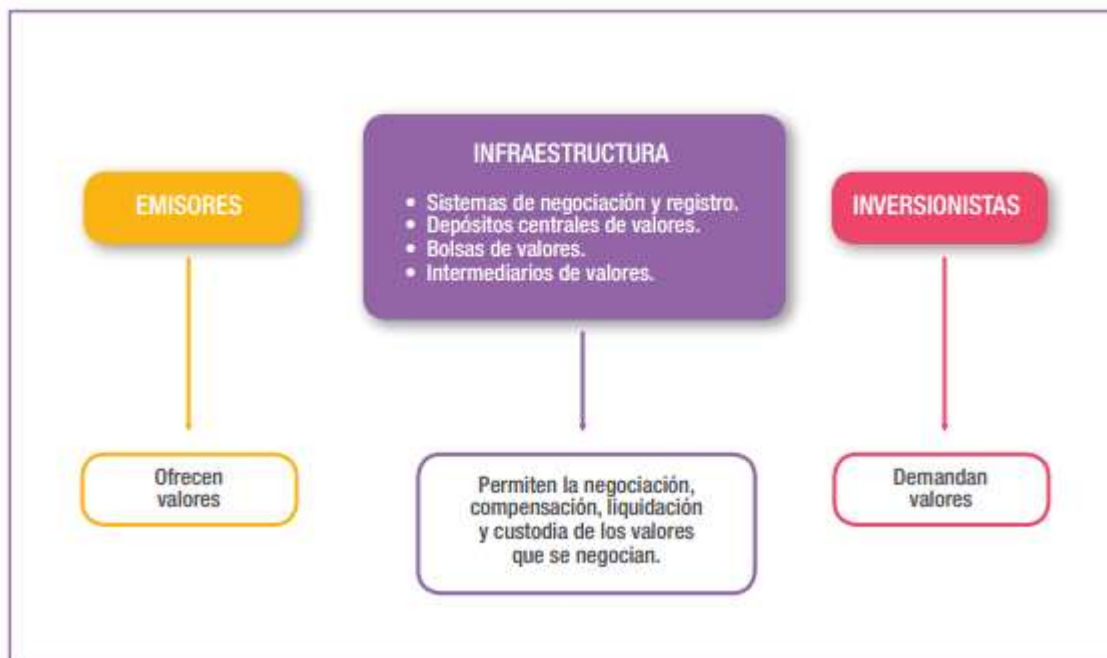 EMISORES
INFRAESTRUCTURA
• Sistemas de negociación y registro.
• Depósitos centrales de valores.
• Bolsas de valores.
• Intermediarios de valores.
INVERSIONISTAS
Ofrecen
valores
Permiten la negociación,
compensación, liquidación
y custodia de los valores
que se negocian.
Demandan
valores